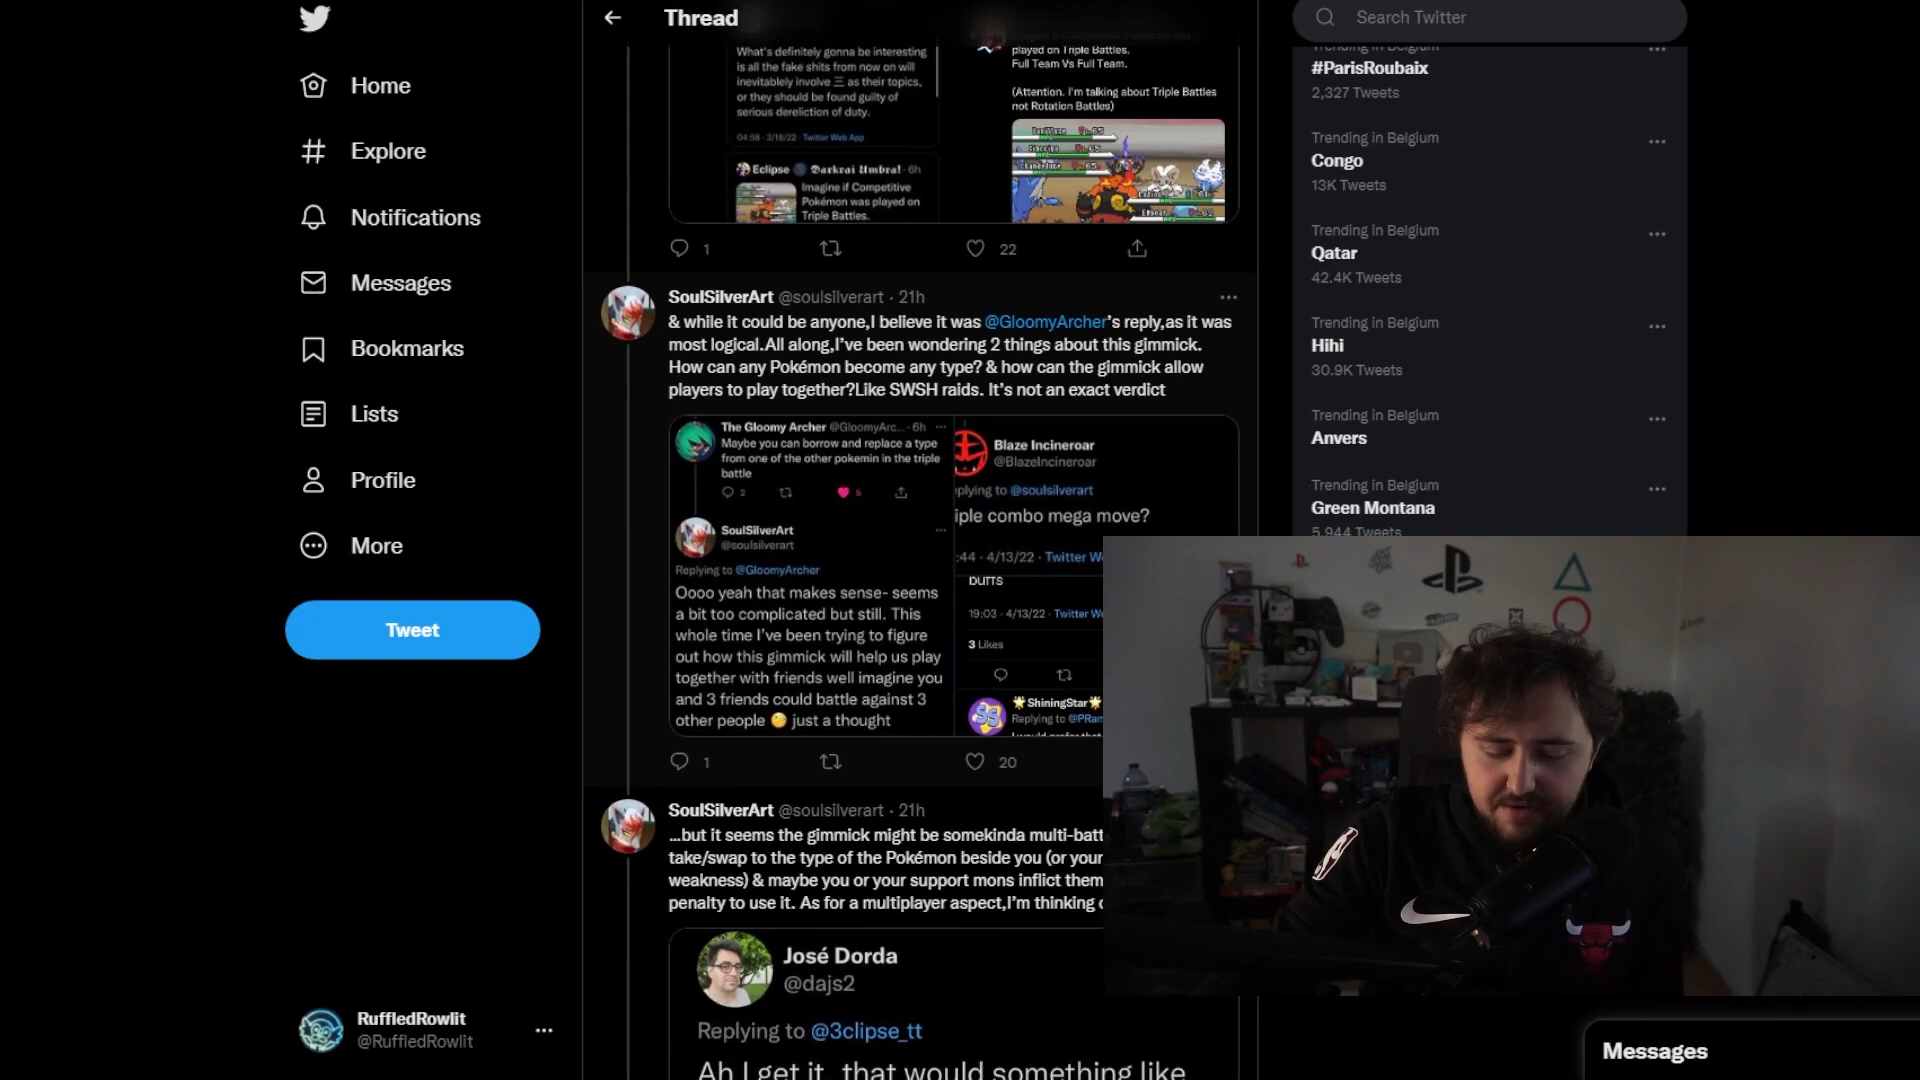 Home
Explore
Notifications
Messages
Bookmarks
Lists
Profile
More
Tweet
RuffledRowlit
@RuffledRowlit
Thread
What's definitely gonna be interesting
is all the fake shits from now on will
inevitably involve 三 as their topics,
or they should be found guilty of
serious dereliction of duty.
04:58 · 3/18/22 · Twitter Web App
Eclipse 𝕯𝖆𝖗𝖐𝖗𝖆𝖎 𝖀𝖒𝖇𝖗𝖆! · 6h
Imagine if Competitive
Pokémon was played on
Triple Battles.
played on Triple Battles.
Full Team Vs Full Team.
(Attention. I'm talking about Triple Battles
not Rotation Battles)
1
22
SoulSilverArt @soulsilverart · 21h
& while it could be anyone,I believe it was @GloomyArcher's reply,as it was
most logical.All along,I've been wondering 2 things about this gimmick.
How can any Pokémon become any type? & how can the gimmick allow
players to play together?Like SWSH raids. It's not an exact verdict
The Gloomy Archer @GloomyArc... · 6h
Maybe you can borrow and replace a type
from one of the other pokemin in the triple
battle
2
SoulSilverArt
@soulsilverart
Replying to @GloomyArcher
Oooo yeah that makes sense- seems
a bit too complicated but still. This
whole time I've been trying to figure
out how this gimmick will help us play
together with friends well imagine you
and 3 friends could battle against 3
other people 🧐 just a thought
Blaze Incineroar
@BlazeIncineroar
plying to @soulsilverart
iple combo mega move?
:44 · 4/13/22 · Twitter We
19:03 · 4/13/22 · Twitter We
3 Likes
🌟ShiningStar🌟
Replying to @PRam
1
20
SoulSilverArt @soulsilverart · 21h
...but it seems the gimmick might be somekinda multi-batt
take/swap to the type of the Pokémon beside you (or your
weakness) & maybe you or your support mons inflict them
penalty to use it. As for a multiplayer aspect,I'm thinking
José Dorda
@dajs2
Replying to @3clipse_tt
Ah I get it, that would something like
Search Twitter
Trending in Belgium
#ParisRoubaix
2,327 Tweets
Trending in Belgium
Congo
13K Tweets
Trending in Belgium
Qatar
42.4K Tweets
Trending in Belgium
Hihi
30.9K Tweets
Trending in Belgium
Anvers
Trending in Belgium
Green Montana
5,944 Tweets
Messages